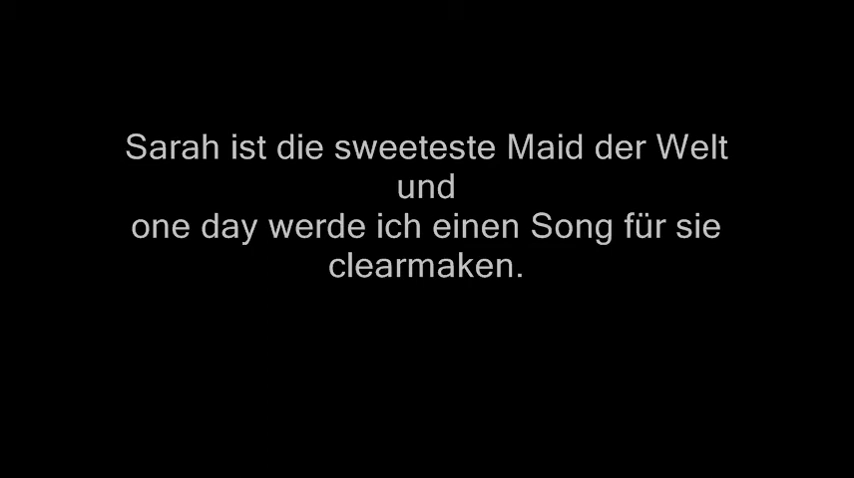 Sarah ist die sweeteste Maid der Welt
und
one day werde ich einen Song für sie
clearmaken.